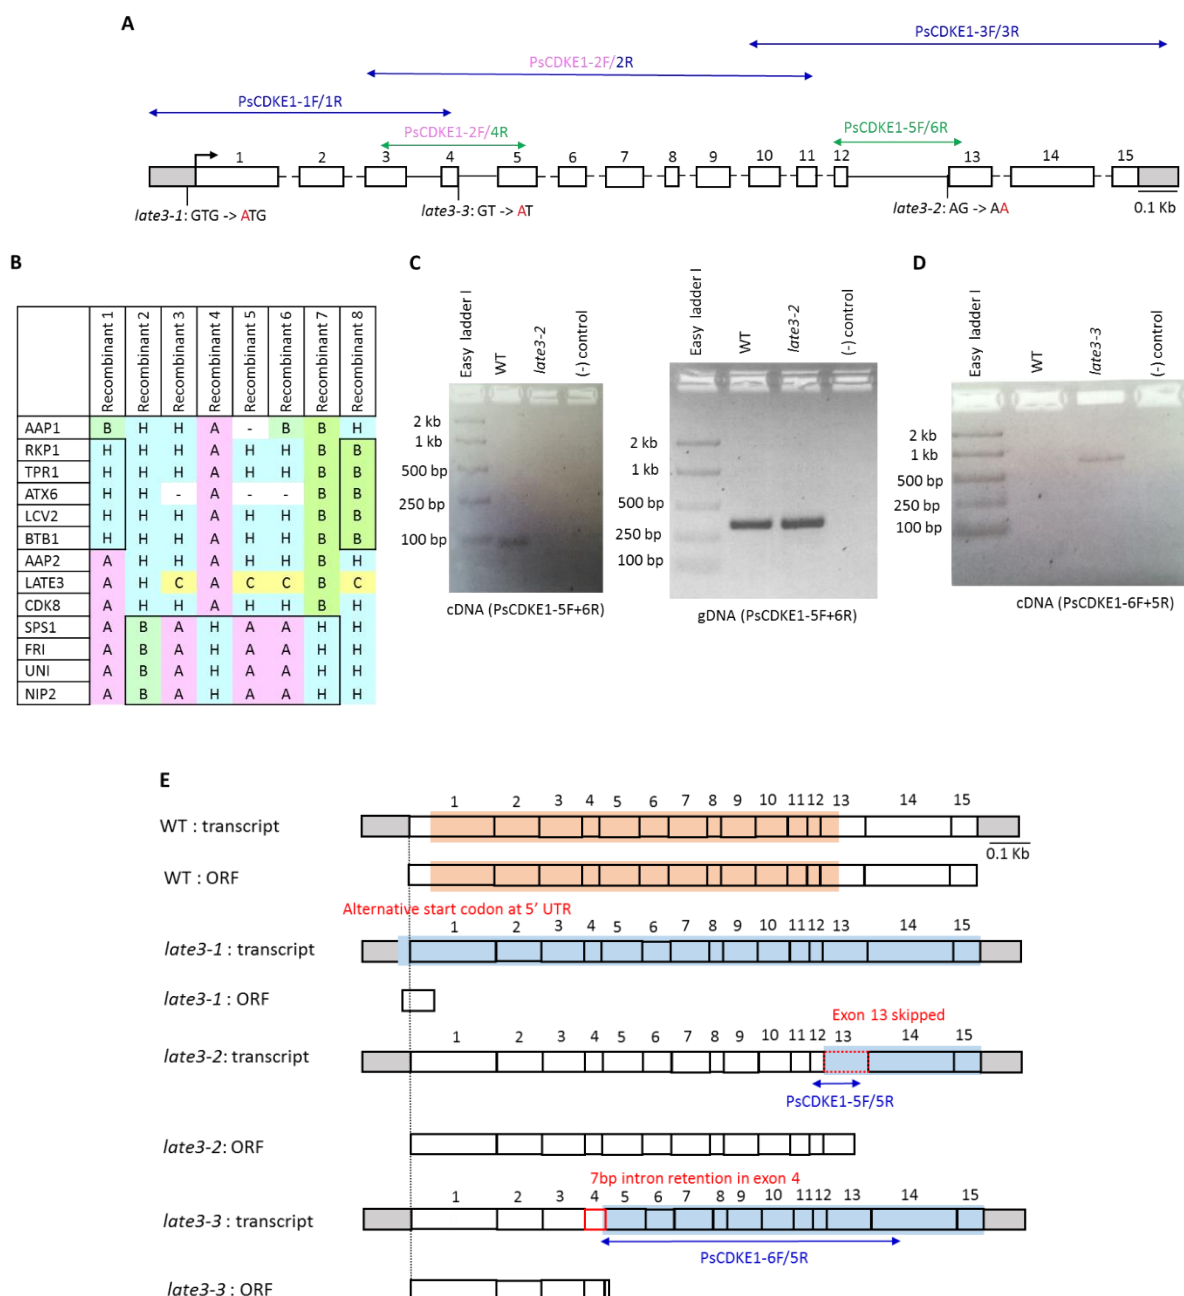 A
PsCDKE1-3F/3R
PsCDKE1-2F/2R
PsCDKE1-1F/1R
PsCDKE1-2F/4R
PsCDKE1-5F/6R
1 2 3 4 5 6 7 8 9 10 11 12 13 14 15
late3-1: GTG -> ATG
late3-3: GT -> AT
late3-2: AG -> AA
0.1 Kb
B
Recombinant 1 Recombinant 2 Recombinant 3 Recombinant 4 Recombinant 5 Recombinant 6 Recombinant 7 Recombinant 8
AAP1 B H H A - B B H
RKP1 H H H A H H B B
TPR1 H H H A H H B B
ATX6 H H - A - - B B
LCV2 H H H A H H B B
BTB1 H H H A H H B B
AAP2 A H H A H H B H
LATE3 A H C A C C B C
CDK8 A H H A H H B H
SPS1 A B A H A A H H
FRI A B A H A A H H
UNI A B A H A A H H
NIP2 A B A H A A H H
C
Easy ladder I
WT
late3-2
(-) control
2 kb
1 kb
500 bp
250 bp
100 bp
cDNA (PsCDKE1-5F+6R)
Easy ladder I
WT
late3-2
(-) control
2 kb
1 kb
500 bp
250 bp
100 bp
gDNA (PsCDKE1-5F+6R)
D
Easy ladder I
WT
late3-3
(-) control
2 kb
1 kb
500 bp
250 bp
100 bp
cDNA (PsCDKE1-6F+5R)
E
1 2 3 4 5 6 7 8 9 10 11 12 13 14 15
WT : transcript
0.1 Kb
WT : ORF
Alternative start codon at 5' UTR
1 2 3 4 5 6 7 8 9 10 11 12 13 14 15
late3-1 : transcript
late3-1 : ORF
Exon 13 skipped
1 2 3 4 5 6 7 8 9 10 11 12 13 14 15
late3-2: transcript
PsCDKE1-5F/5R
late3-2: ORF
7bp intron retention in exon 4
1 2 3 4 5 6 7 8 9 10 11 12 13 14 15
late3-3 : transcript
PsCDKE1-6F/5R
late3-3 : ORF